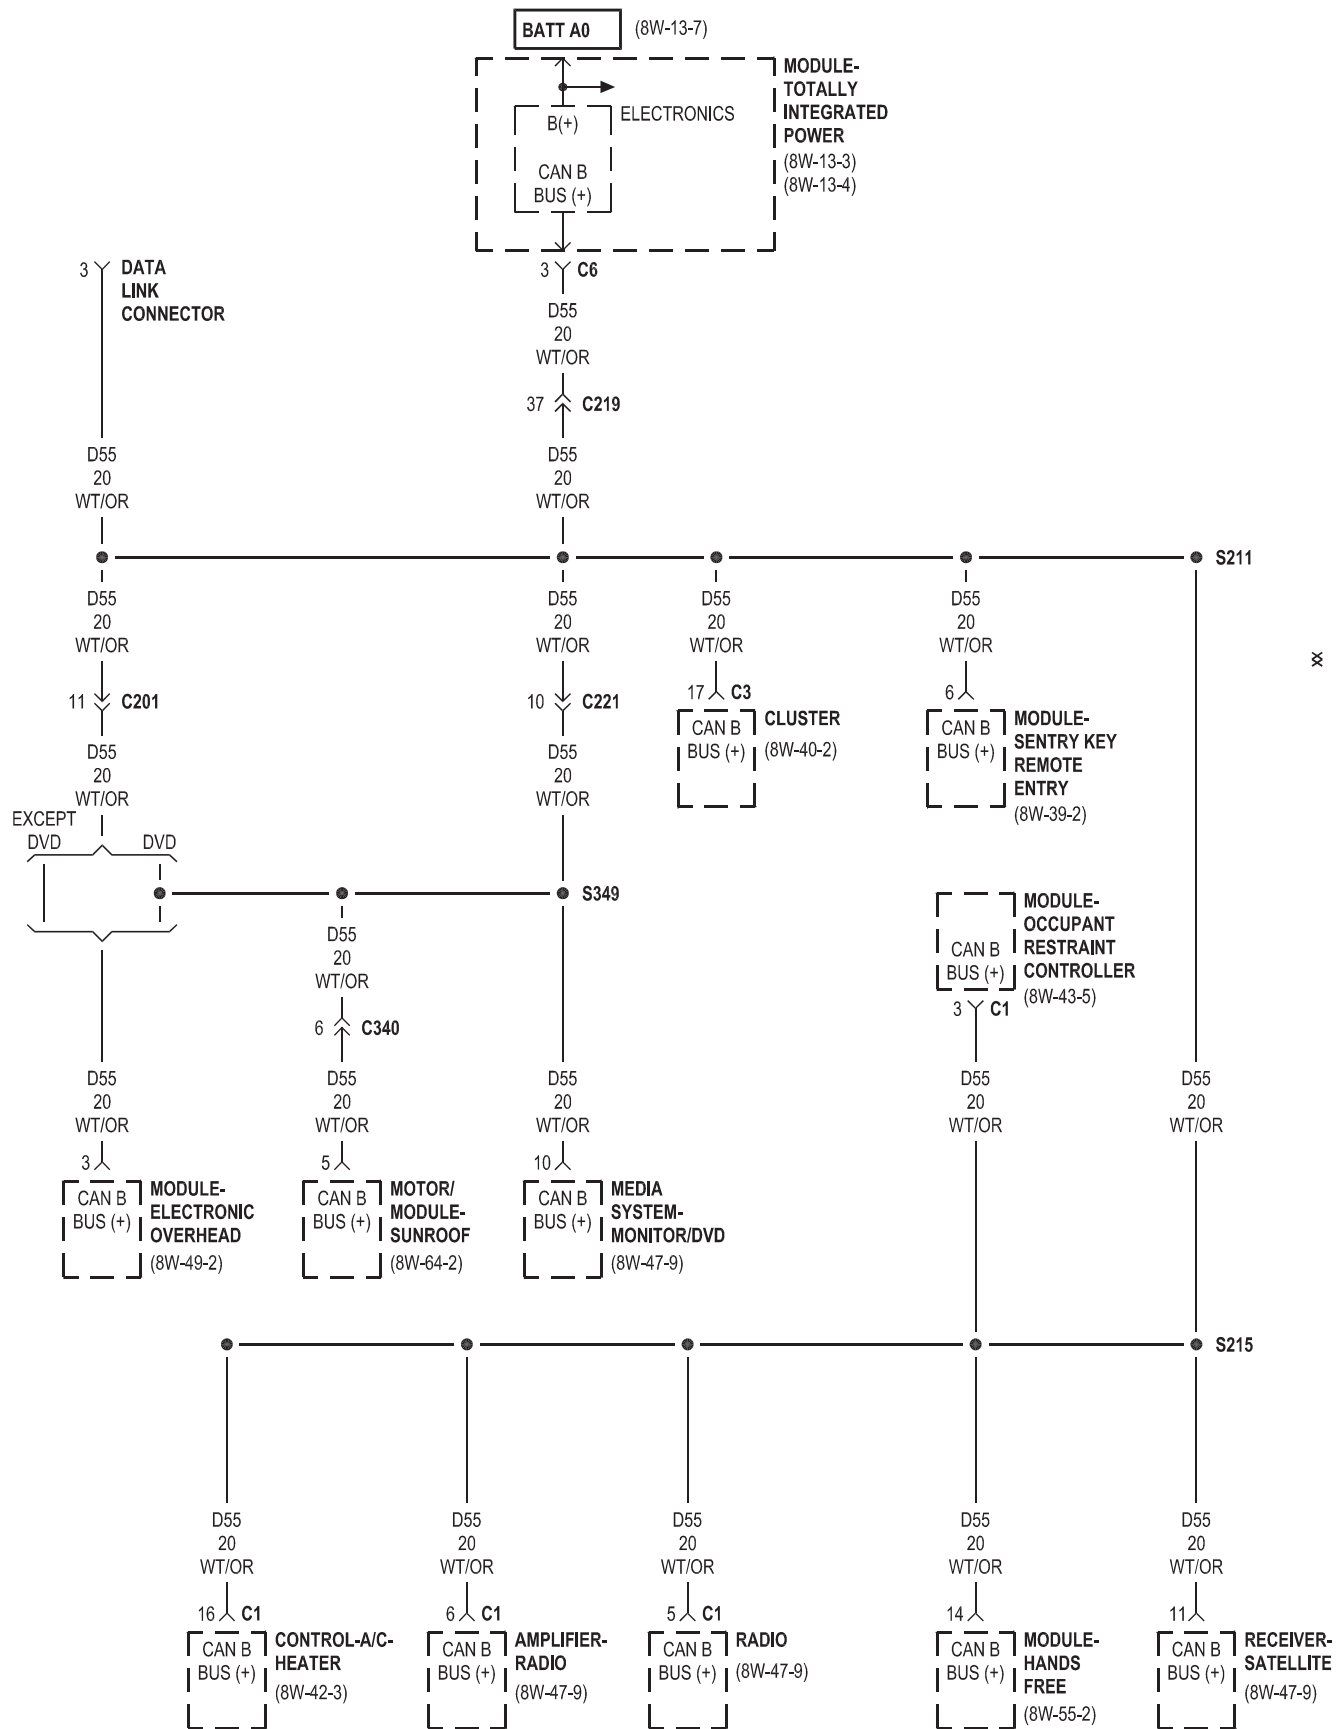 BATT A0 (8W-13-7)
MODULE-
TOTALLY
INTEGRATED
POWER
(8W-13-3)
(8W-13-4)
ELECTRONICS
B(+)
CAN B
BUS (+)
3 DATA
LINK
CONNECTOR
3 C6
D55
20
WT/OR
37 C219
D55
20
WT/OR
D55
20
WT/OR
S211
D55
20
WT/OR
D55
20
WT/OR
D55
20
WT/OR
D55
20
WT/OR
11 C201
10 C221
17 C3
6
D55
20
WT/OR
D55
20
WT/OR
CAN B
BUS (+)
CLUSTER
(8W-40-2)
CAN B
BUS (+)
MODULE-
SENTRY KEY
REMOTE
ENTRY
(8W-39-2)
EXCEPT
DVD
DVD
S349
D55
20
WT/OR
6 C340
CAN B
BUS (+)
MODULE-
OCCUPANT
RESTRAINT
CONTROLLER
(8W-43-5)
3 C1
D55
20
WT/OR
D55
20
WT/OR
D55
20
WT/OR
D55
20
WT/OR
D55
20
WT/OR
3
5
10
CAN B
BUS (+)
MODULE-
ELECTRONIC
OVERHEAD
(8W-49-2)
CAN B
BUS (+)
MOTOR/
MODULE-
SUNROOF
(8W-64-2)
CAN B
BUS (+)
MEDIA
SYSTEM-
MONITOR/DVD
(8W-47-9)
S215
D55
20
WT/OR
D55
20
WT/OR
D55
20
WT/OR
D55
20
WT/OR
D55
20
WT/OR
16 C1
6 C1
5 C1
14
11
CAN B
BUS (+)
CONTROL-A/C-
HEATER
(8W-42-3)
CAN B
BUS (+)
AMPLIFIER-
RADIO
(8W-47-9)
CAN B
BUS (+)
RADIO
(8W-47-9)
CAN B
BUS (+)
MODULE-
HANDS
FREE
(8W-55-2)
CAN B
BUS (+)
RECEIVER-
SATELLITE
(8W-47-9)